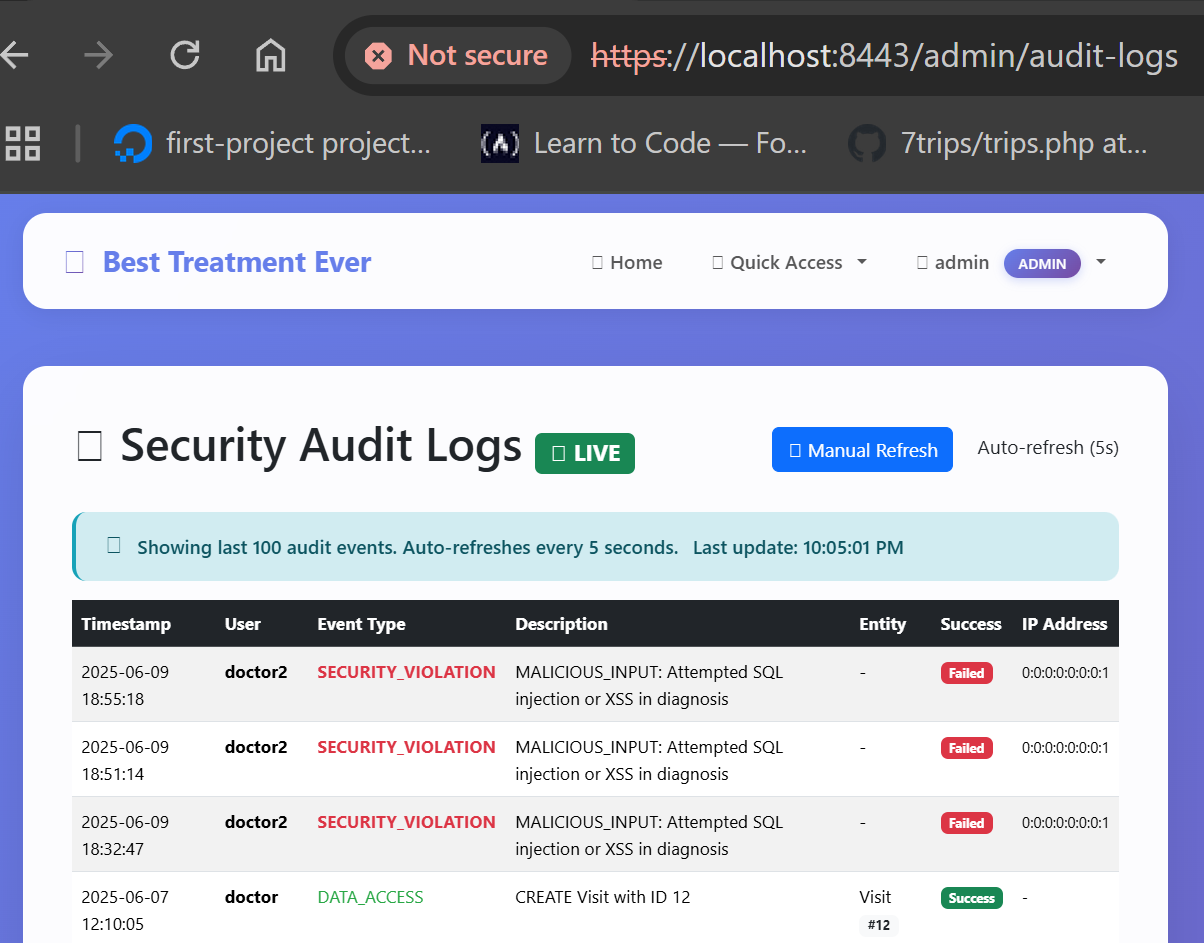 Not secure https://localhost:8443/admin/audit-logs
first-project project... (A) Learn to Code — Fo... 7trips/trips.php at...
Best Treatment Ever Home Quick Access admin ADMIN
Security Audit Logs LIVE Manual Refresh Auto-refresh (5s)
Showing last 100 audit events. Auto-refreshes every 5 seconds. Last update: 10:05:01 PM
Timestamp User Event Type Description Entity Success IP Address
2025-06-09 doctor2 SECURITY_VIOLATION MALICIOUS_INPUT: Attempted SQL - Failed 0:0:0:0:0:0:0:1
18:55:18 injection or XSS in diagnosis
2025-06-09 doctor2 SECURITY_VIOLATION MALICIOUS_INPUT: Attempted SQL - Failed 0:0:0:0:0:0:0:1
18:51:14 injection or XSS in diagnosis
2025-06-09 doctor2 SECURITY_VIOLATION MALICIOUS_INPUT: Attempted SQL - Failed 0:0:0:0:0:0:0:1
18:32:47 injection or XSS in diagnosis
2025-06-07 doctor DATA_ACCESS CREATE Visit with ID 12 Visit Success -
12:10:05 #12